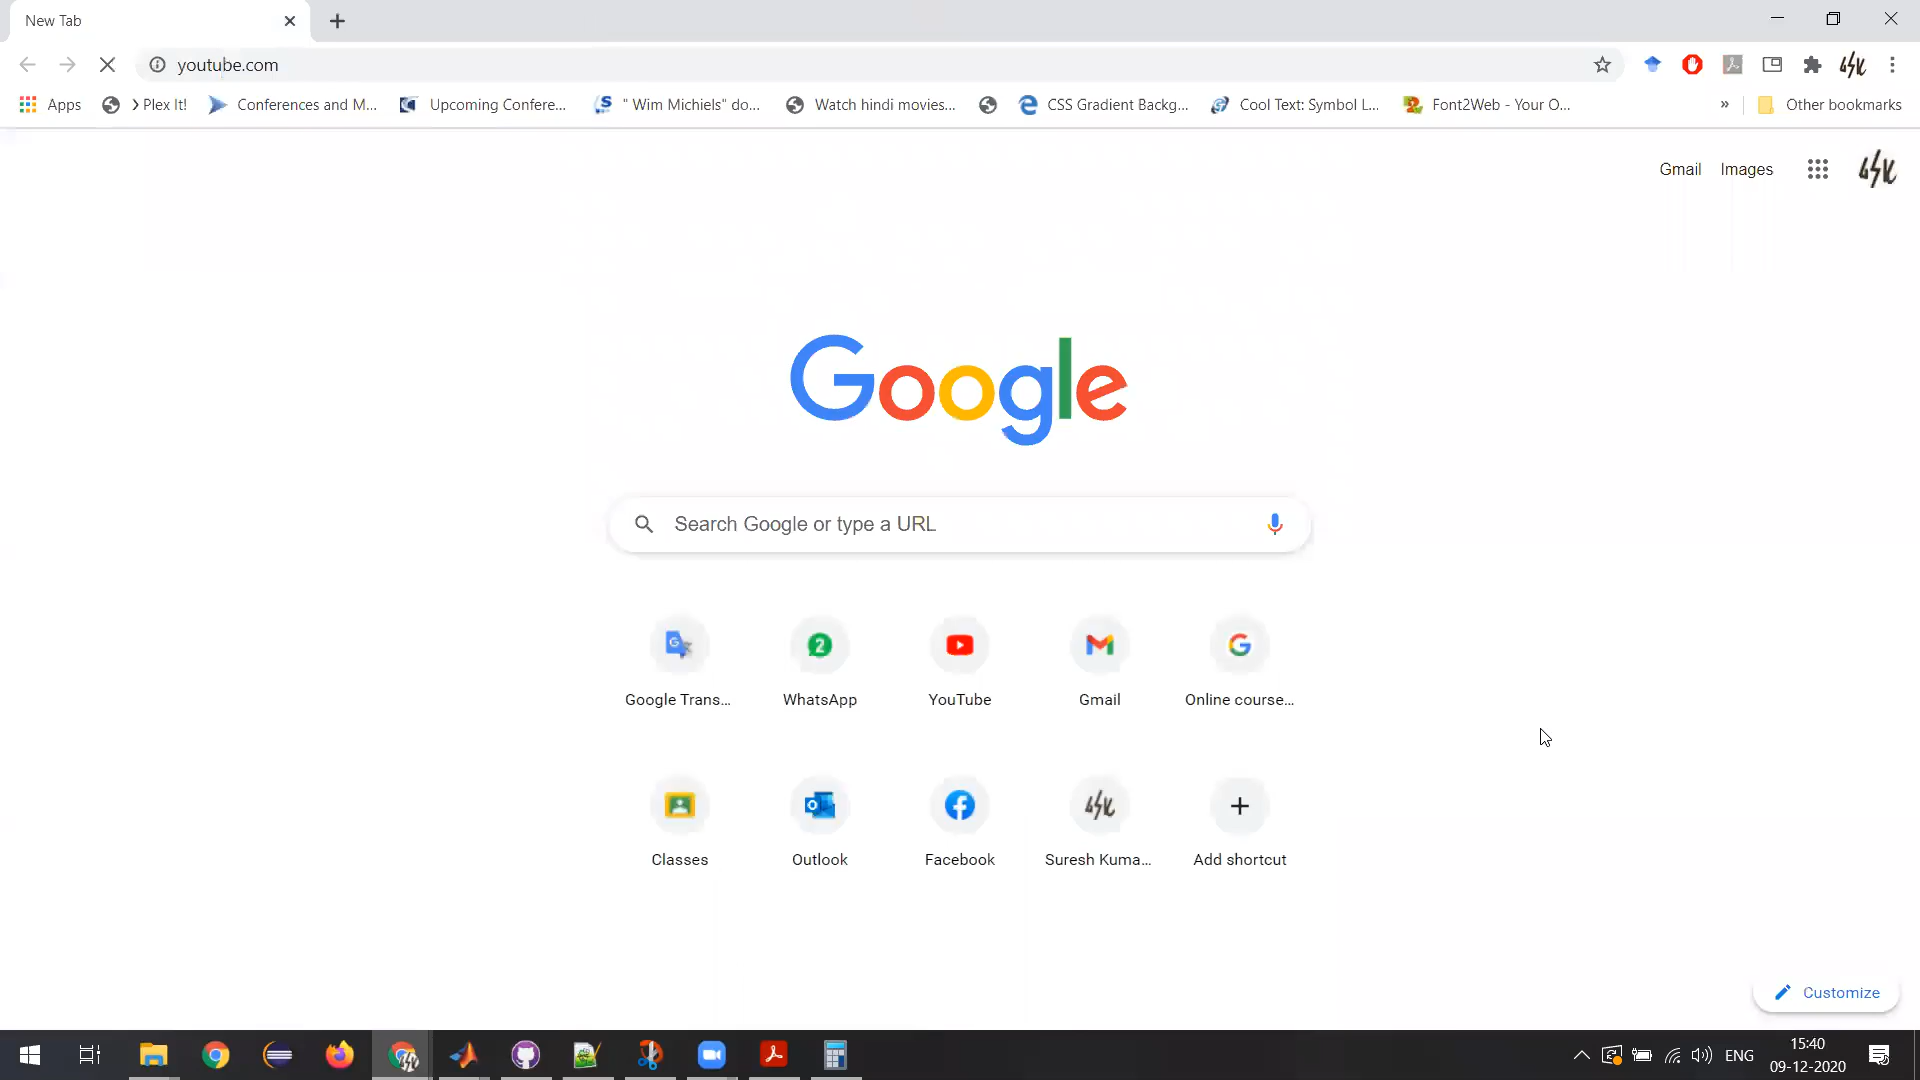 New Tab
youtube.com
Apps
> Plex It!
Conferences and M...
Upcoming Confere...
" Wim Michiels" do...
Watch hindi movies...
CSS Gradient Backg...
Cool Text: Symbol L...
Font2Web - Your O...
»
Other bookmarks
Gmail
Images
Google
Search Google or type a URL
2
Google Trans...
WhatsApp
YouTube
Gmail
Online course...
Classes
Outlook
Facebook
Suresh Kuma...
Add shortcut
Customize
ENG
15:40
09-12-2020